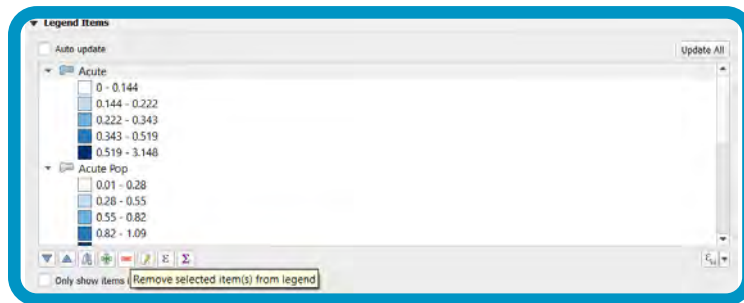 Legend Items
Auto update
Update All
Acute
0 - 0.144
0.144 - 0.222
0.222 - 0.343
0.343 - 0.519
0.519 - 3.148
Acute Pop
0.01 - 0.28
0.28 - 0.55
0.55 - 0.82
0.82 - 1.09
ε Σ
Only show items
Remove selected item(s) from legend